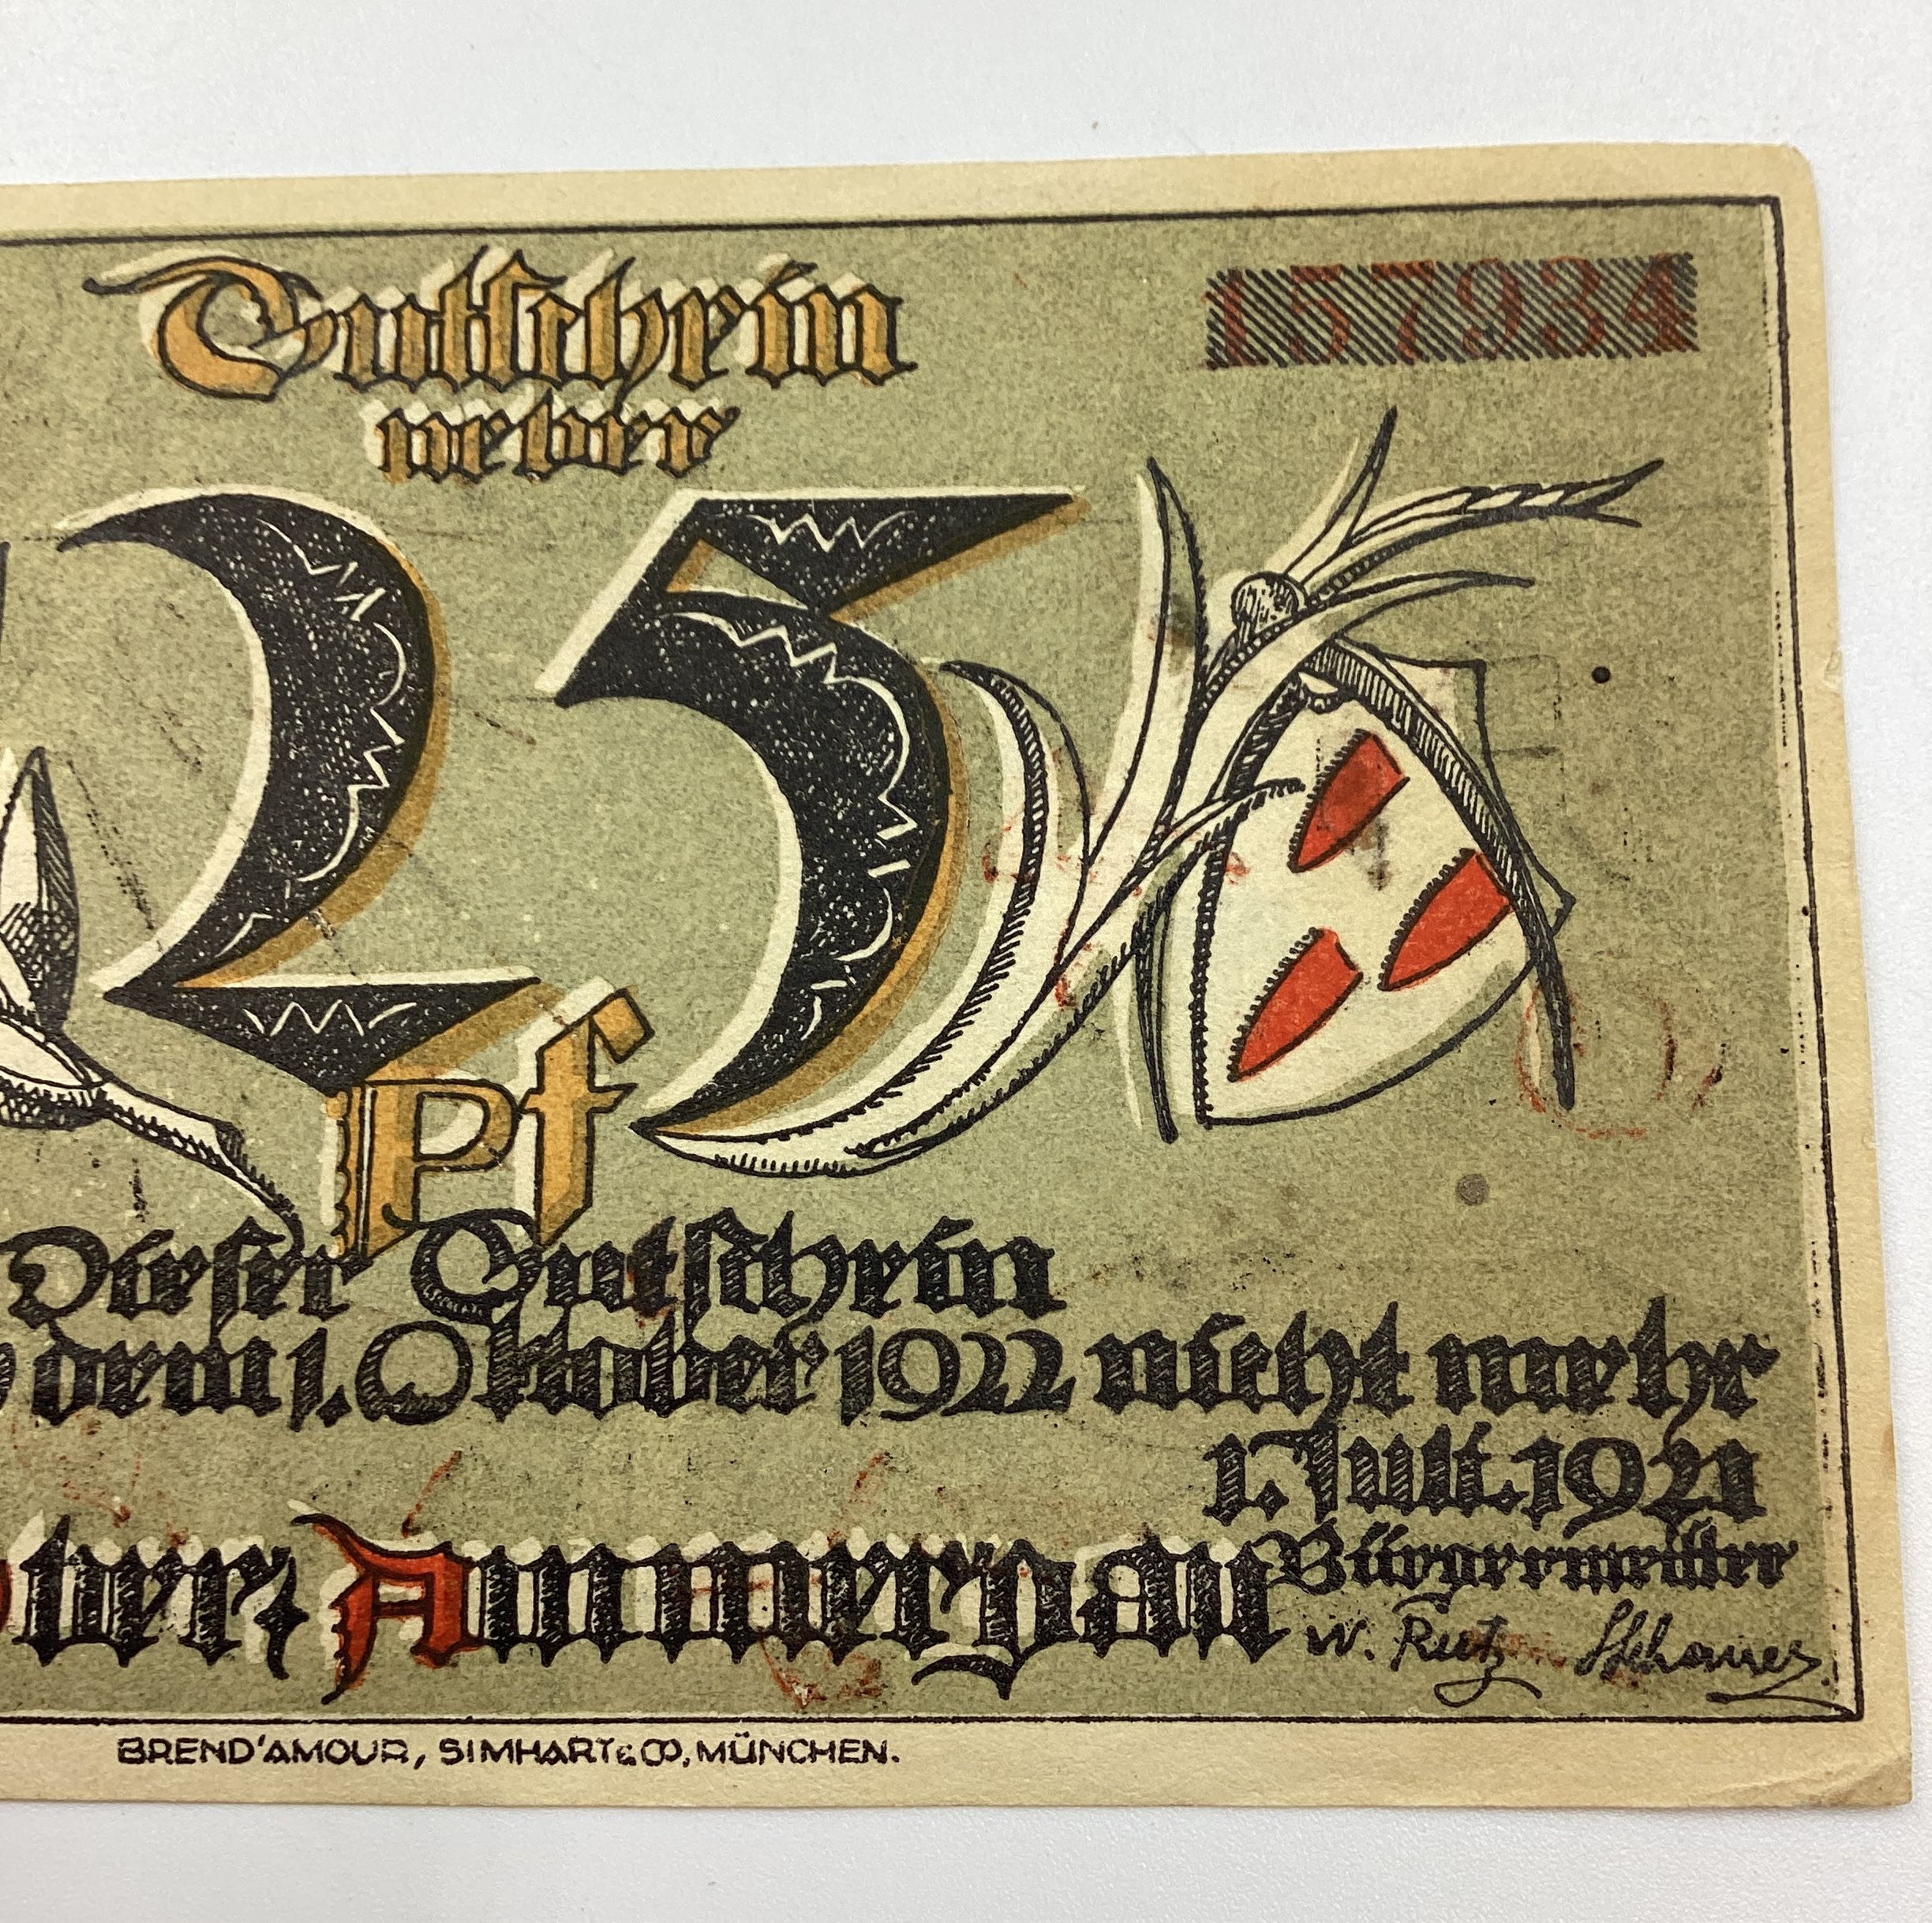 Gutschein
157934
ueber
25
Pf
Dieser Gutschein
dem 1. Oktober 1922 nicht mehr
1. Juli. 1921
Ammergau
Bürgermeister
W. Rutz
BREND'AMOUR, SIMHART & CO, MÜNCHEN.